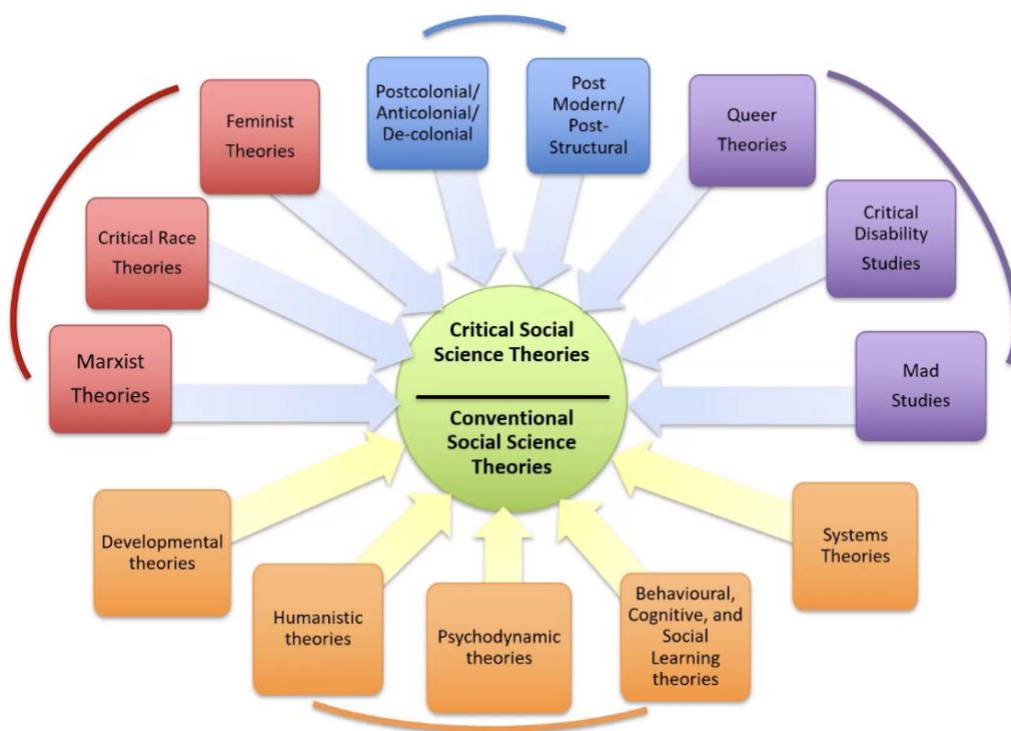 Postcolonial/
Anticolonial/
De-colonial
Post
Modern/
Post-
Structural
Feminist
Theories
Queer
Theories
Critical Race
Theories
Critical
Disability
Studies
Marxist
Theories
Critical Social
Science Theories
Mad
Studies
Conventional
Social Science
Theories
Developmental
theories
Systems
Theories
Humanistic
theories
Psychodynamic
theories
Behavioural,
Cognitive, and
Social
Learning
theories